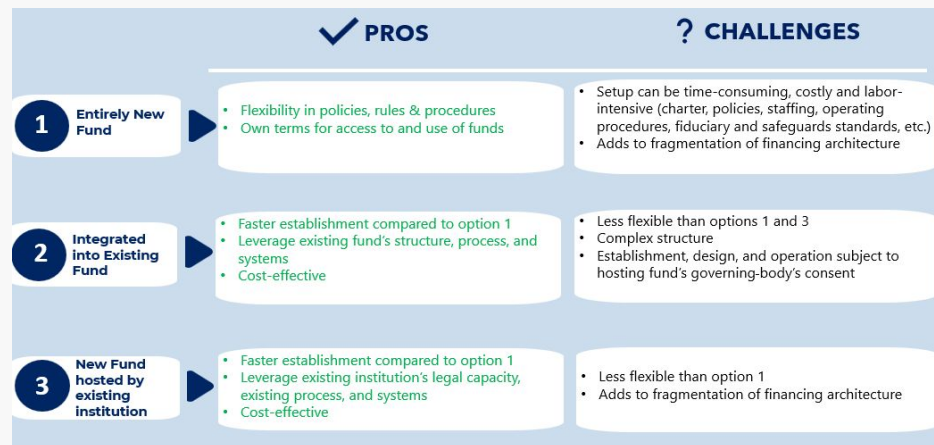 ✓ PROS
? CHALLENGES
1
Entirely New
Fund
• Flexibility in policies, rules & procedures
• Own terms for access to and use of funds
• Setup can be time-consuming, costly and labor-
intensive (charter, policies, staffing, operating
procedures, fiduciary and safeguards standards, etc.)
• Adds to fragmentation of financing architecture
2
Integrated
into Existing
Fund
• Faster establishment compared to option 1
• Leverage existing fund's structure, process, and
systems
• Cost-effective
• Less flexible than options 1 and 3
• Complex structure
• Establishment, design, and operation subject to
hosting fund's governing-body's consent
3
New Fund
hosted by
existing
institution
• Faster establishment compared to option 1
• Leverage existing institution's legal capacity,
existing process, and systems
• Cost-effective
• Less flexible than option 1
• Adds to fragmentation of financing architecture